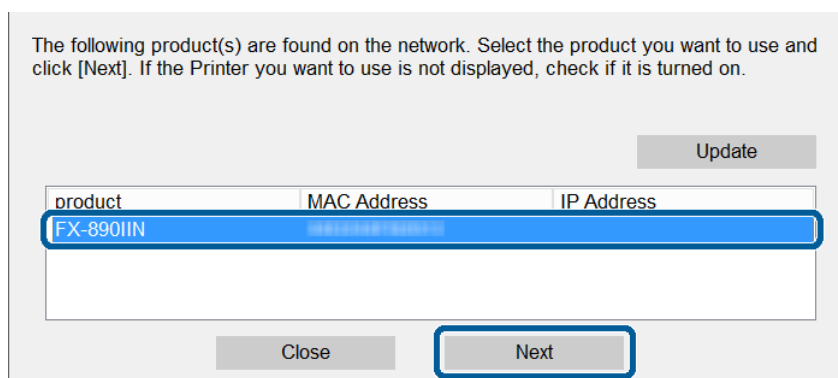 The following product(s) are found on the network. Select the product you want to use and
click [Next]. If the Printer you want to use is not displayed, check if it is turned on.
Update
product MAC Address IP Address
FX-890IIN
Close Next